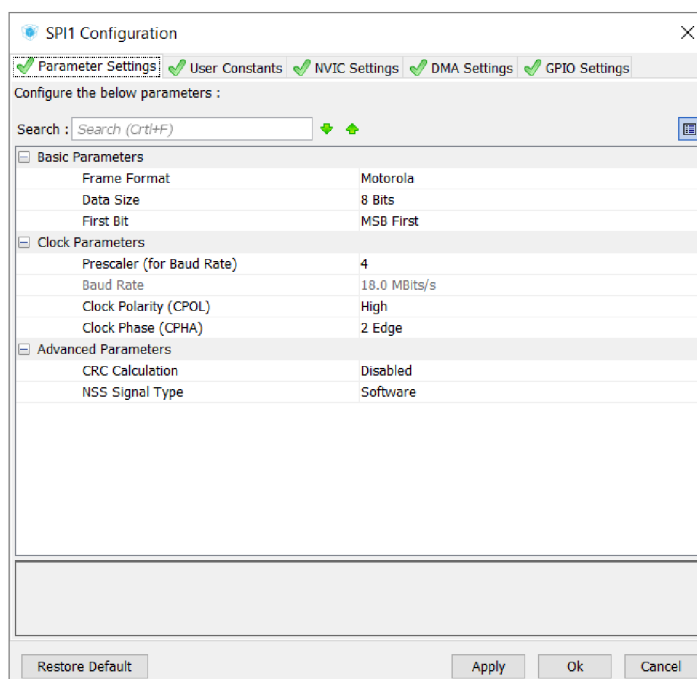 SPI1 Configuration
Parameter Settings User Constants NVIC Settings DMA Settings GPIO Settings
Configure the below parameters :
Search : Search (Crtl+F)
Basic Parameters
Frame Format Motorola
Data Size 8 Bits
First Bit MSB First
Clock Parameters
Prescaler (for Baud Rate) 4
Baud Rate 18.0 MBits/s
Clock Polarity (CPOL) High
Clock Phase (CPHA) 2 Edge
Advanced Parameters
CRC Calculation Disabled
NSS Signal Type Software
Restore Default Apply Ok Cancel